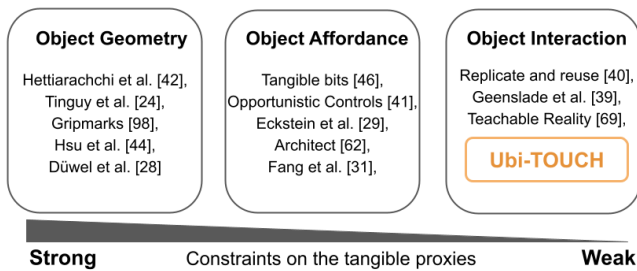 Object Geometry
Hettiarachchi et al. [42],
Tinguy et al. [24],
Gripmarks [98],
Hsu et al. [44],
Düwel et al. [28]
Object Affordance
Tangible bits [46],
Opportunistic Controls [41],
Eckstein et al. [29],
Architect [62],
Fang et al. [31],
Object Interaction
Replicate and reuse [40],
Geenslade et al. [39],
Teachable Reality [69],
Ubi-TOUCH
Strong
Constraints on the tangible proxies
Weak